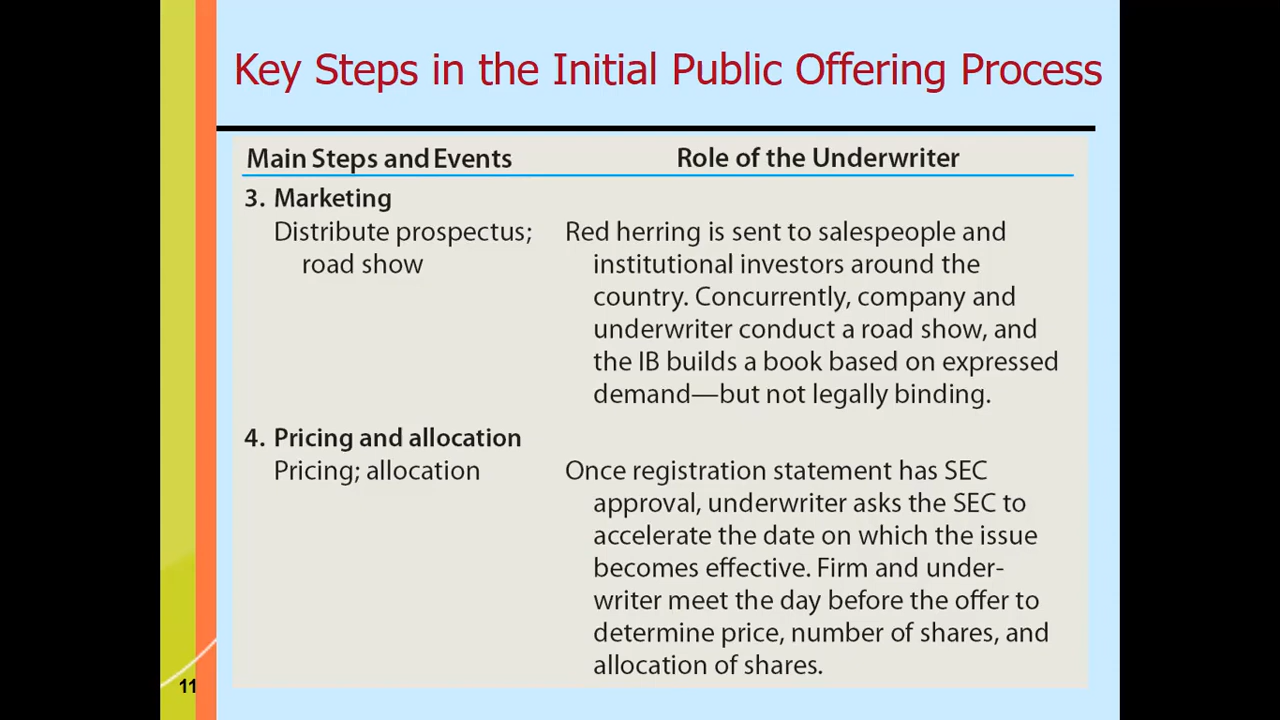 Key Steps in the Initial Public Offering Process
Main Steps and Events
Role of the Underwriter
3. Marketing
Distribute prospectus;
road show
Red herring is sent to salespeople and
institutional investors around the
country. Concurrently, company and
underwriter conduct a road show, and
the IB builds a book based on expressed
demand—but not legally binding.
4. Pricing and allocation
Pricing; allocation
Once registration statement has SEC
approval, underwriter asks the SEC to
accelerate the date on which the issue
becomes effective. Firm and under-
writer meet the day before the offer to
determine price, number of shares, and
allocation of shares.
11